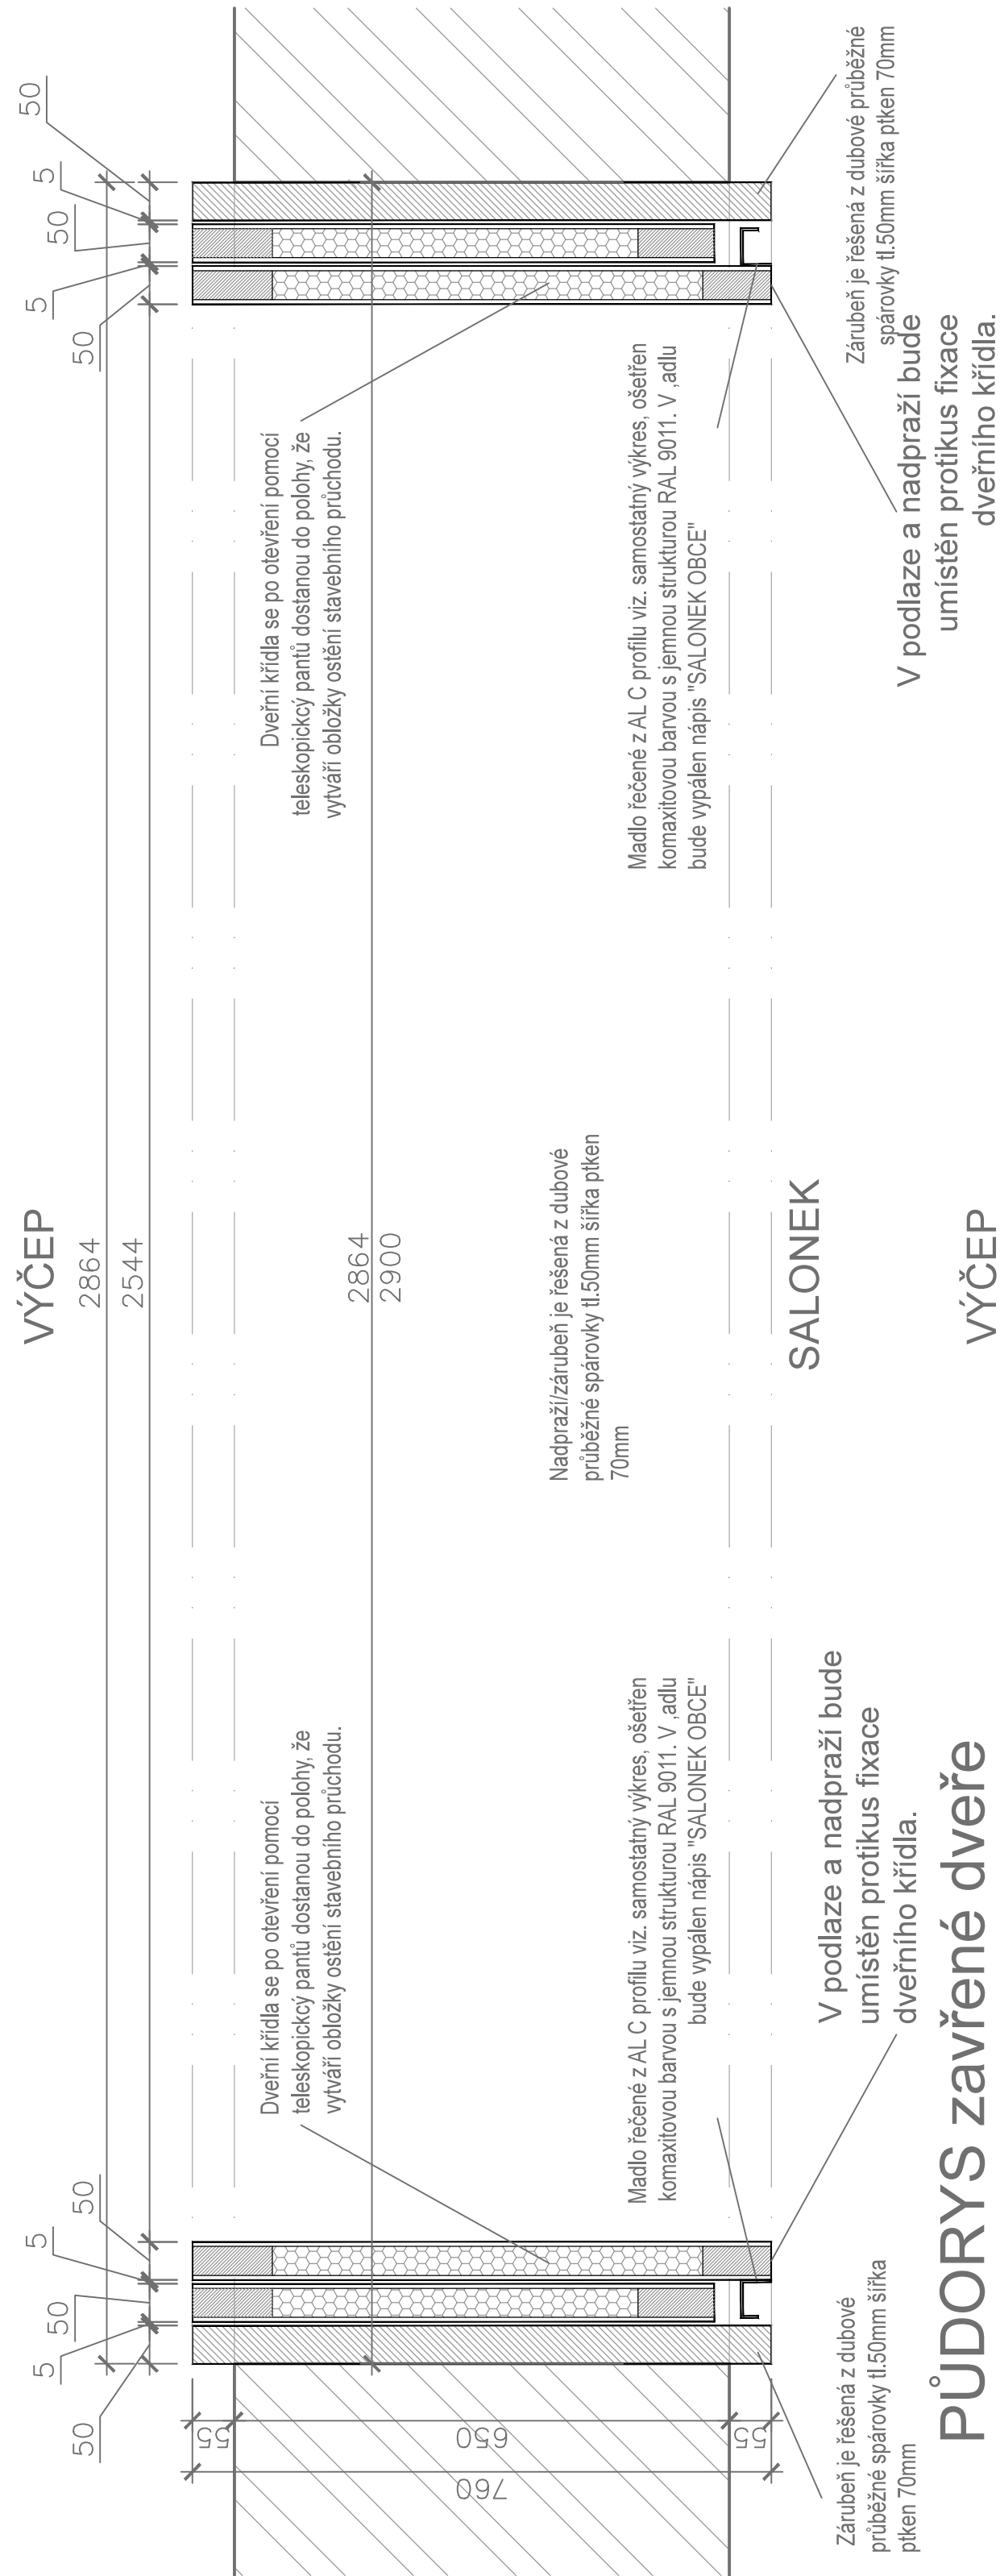 VÝČEP
2864
2544
50
5
50
5
50
50
5
50
5
50
2864
2900
55
650
55
760
Dveřní křídla se po otevření pomocí
teleskopickcý pantů dostanou do polohy, že
vytváří obložky ostění stavebního průchodu.
Dveřní křídla se po otevření pomocí
teleskopickcý pantů dostanou do polohy, že
vytváří obložky ostění stavebního průchodu.
Nadpraží/zárubeň je řešená z dubové
průběžné spárovky tl.50mm šířka ptken
70mm
Madlo řečené z AL C profilu viz. samostatný výkres, ošetřen
komaxitovou barvou s jemnou strukturou RAL 9011. V ,adlu
bude vypálen nápis "SALONEK OBCE"
Madlo řečené z AL C profilu viz. samostatný výkres, ošetřen
komaxitovou barvou s jemnou strukturou RAL 9011. V ,adlu
bude vypálen nápis "SALONEK OBCE"
SALONEK
Zárubeň je řešená z dubové
průběžné spárovky tl.50mm šířka
ptken 70mm
V podlaze a nadpraží bude
umístěn protikus fixace
dveřního křídla.
Zárubeň je řešená z dubové průběžné
spárovky tl.50mm šířka ptken 70mm
V podlaze a nadpraží bude
umístěn protikus fixace
dveřního křídla.
PŮDORYS zavřené dveře
VÝČEP